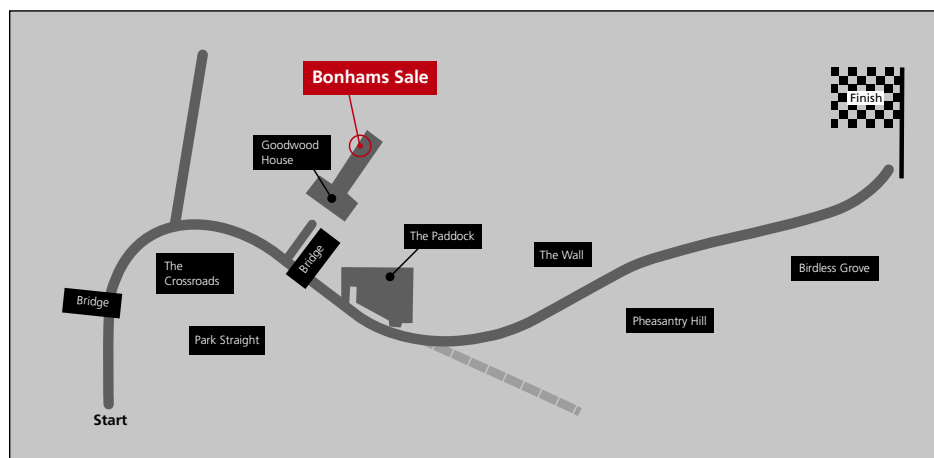 Bonhams Sale
Finish
Goodwood
House
The Paddock
Bridge
The Wall
The
Crossroads
Birdless Grove
Bridge
Pheasantry Hill
Park Straight
Start